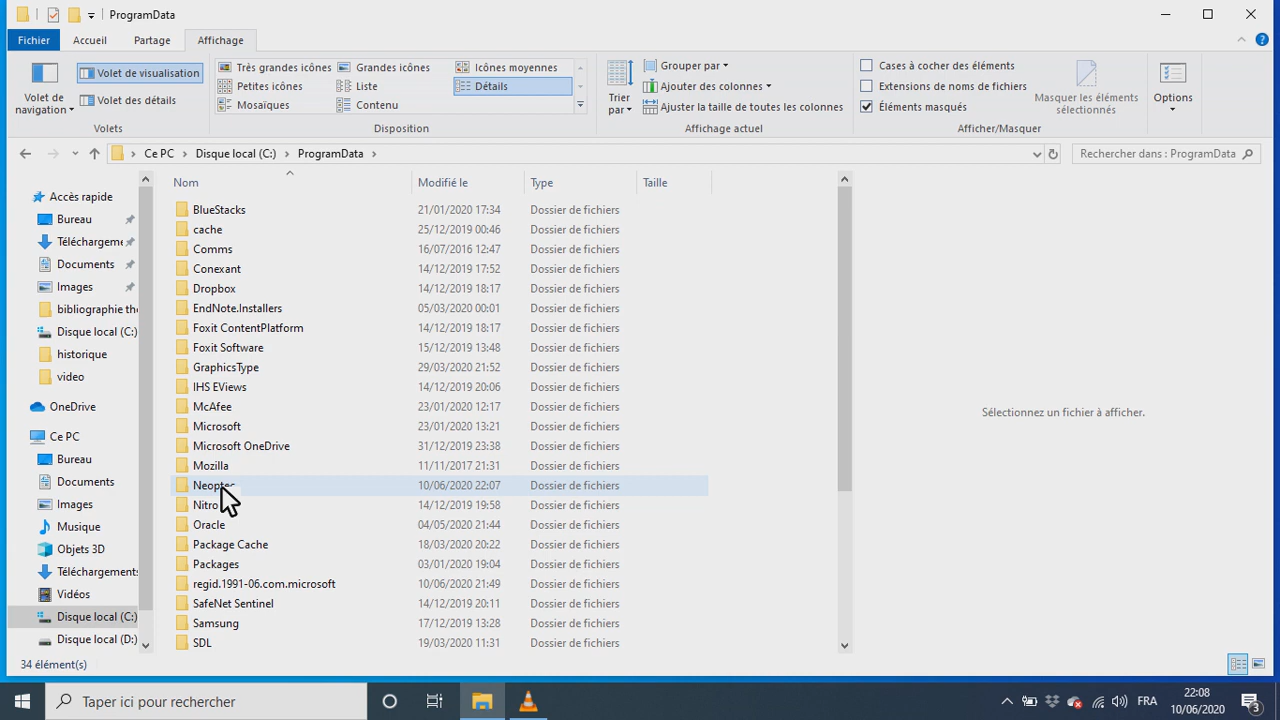 ProgramData
Fichier Accueil Partage Affichage
Volet de navigation
Volet de visualisation
Volet des détails
Volets
Très grandes icônes Grandes icônes Icônes moyennes
Petites icônes Liste Détails
Mosaïques Contenu
Disposition
Trier par
Grouper par
Ajouter des colonnes
Ajuster la taille de toutes les colonnes
Affichage actuel
Cases à cocher des éléments
Extensions de noms de fichiers
Éléments masqués
Masquer les éléments sélectionnés
Afficher/Masquer
Options
Ce PC Disque local (C:) ProgramData
Rechercher dans : ProgramData
Accès rapide
Bureau
Téléchargeme
Documents
Images
bibliographie the
Disque local (C:)
historique
video
OneDrive
Ce PC
Bureau
Documents
Images
Musique
Objets 3D
Téléchargements
Vidéos
Disque local (C:)
Disque local (D:)
Nom Modifié le Type Taille
BlueStacks 21/01/2020 17:34 Dossier de fichiers
cache 25/12/2019 00:46 Dossier de fichiers
Comms 16/07/2016 12:47 Dossier de fichiers
Conexant 14/12/2019 17:52 Dossier de fichiers
Dropbox 14/12/2019 18:17 Dossier de fichiers
EndNote.Installers 05/03/2020 00:01 Dossier de fichiers
Foxit ContentPlatform 14/12/2019 18:17 Dossier de fichiers
Foxit Software 15/12/2019 13:48 Dossier de fichiers
GraphicsType 29/03/2020 21:52 Dossier de fichiers
IHS EViews 14/12/2019 20:06 Dossier de fichiers
McAfee 23/01/2020 12:17 Dossier de fichiers
Microsoft 23/01/2020 13:21 Dossier de fichiers
Microsoft OneDrive 31/12/2019 23:38 Dossier de fichiers
Mozilla 11/11/2017 21:31 Dossier de fichiers
10/06/2020 22:07 Dossier de fichiers
Nitro 14/12/2019 19:58 Dossier de fichiers
Oracle 04/05/2020 21:44 Dossier de fichiers
Package Cache 18/03/2020 20:22 Dossier de fichiers
Packages 03/01/2020 19:04 Dossier de fichiers
regid.1991-06.com.microsoft 10/06/2020 21:49 Dossier de fichiers
SafeNet Sentinel 14/12/2019 20:11 Dossier de fichiers
Samsung 17/12/2019 13:28 Dossier de fichiers
SDL 19/03/2020 11:31 Dossier de fichiers
Sélectionnez un fichier à afficher.
34 élément(s)
Taper ici pour rechercher
FRA
22:08
10/06/2020
3